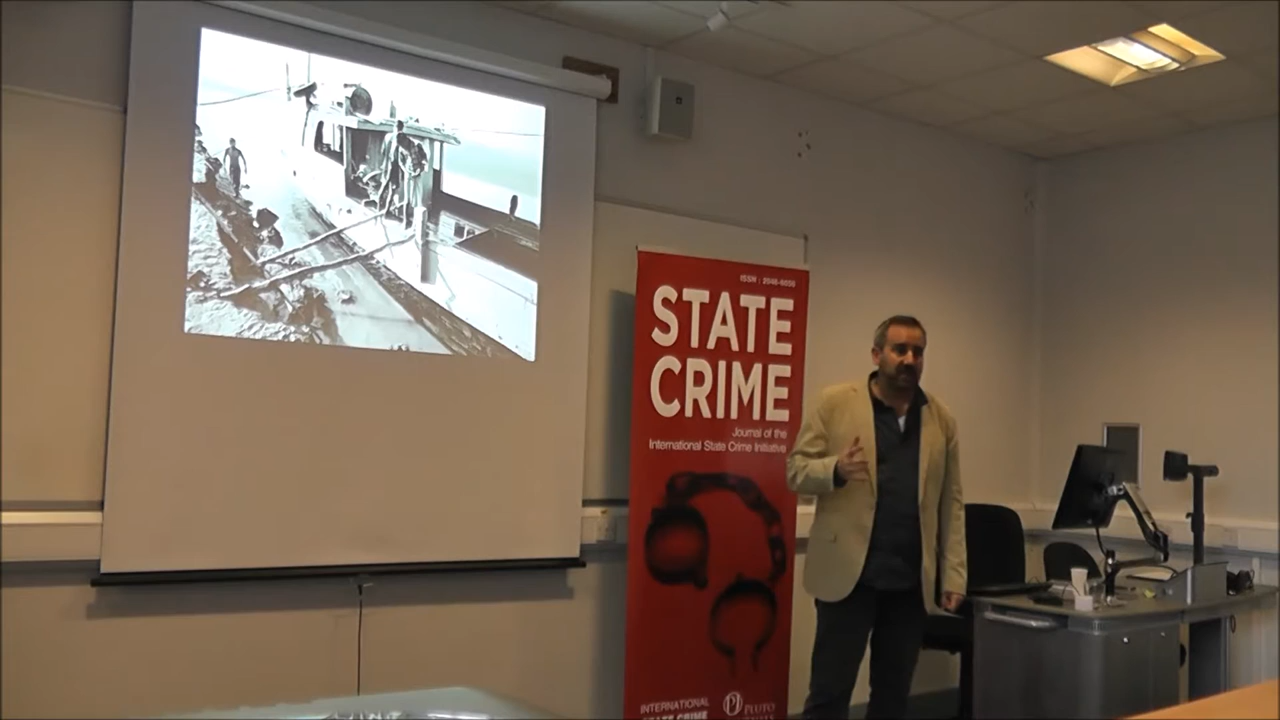 ISSN : 2046-6056
STATE
CRIME
Journal of the
International State Crime Initiative
INTERNATIONAL
STATE CRIME
PLUTO